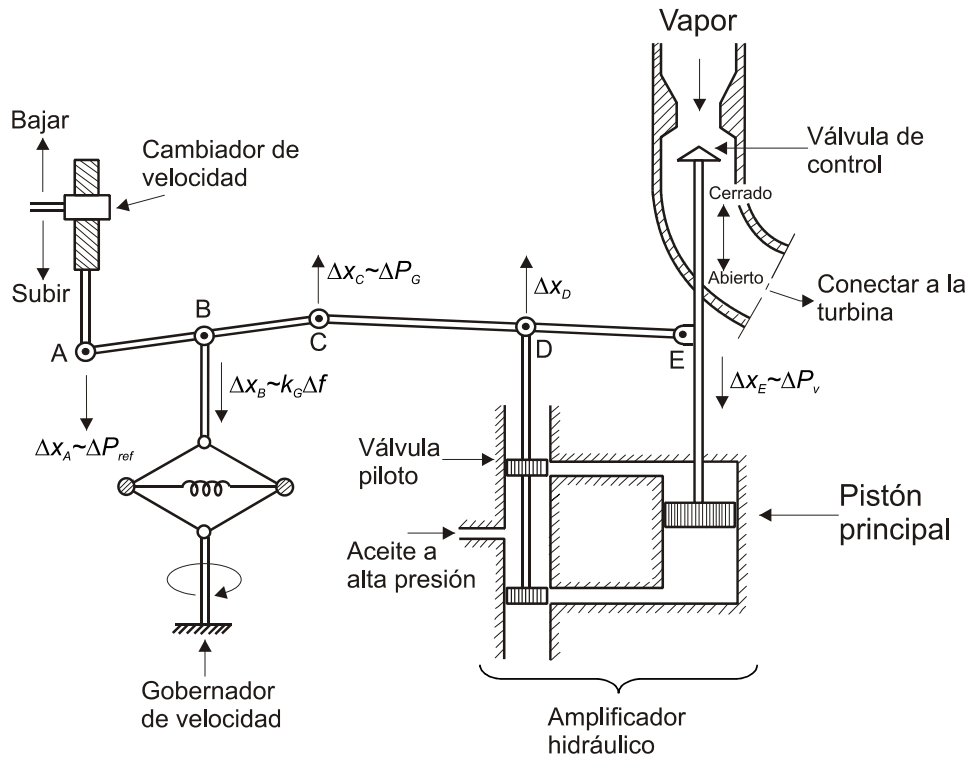 Vapor
Bajar
Cambiador de
velocidad
Válvula de
control
Cerrado
Subir
Δx_C~ΔP_G
Δx_D
Abierto
Conectar a la
turbina
B
A
C
D
E
Δx_B~k_GΔf
Δx_E~ΔP_v
Δx_A~ΔP_ref
Válvula
piloto
Pistón
principal
Aceite a
alta presión
Gobernador
de velocidad
Amplificador
hidráulico